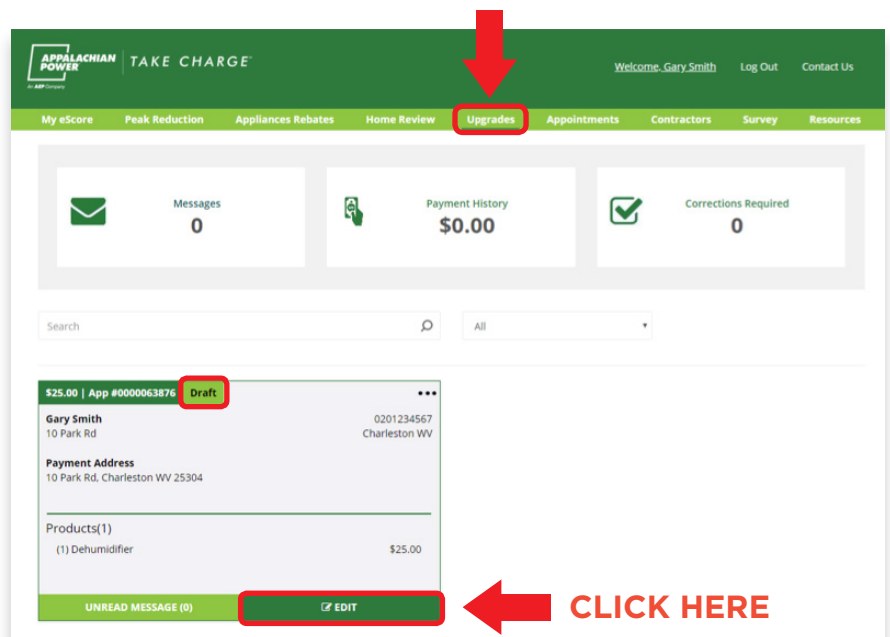 APPALACHIAN POWER
An AEP Company
TAKE CHARGE
Welcome, Gary Smith Log Out Contact Us
My eScore Peak Reduction Appliances Rebates Home Review Upgrades Appointments Contractors Survey Resources
Messages
0
Payment History
$0.00
Corrections Required
0
Search
All
$25.00 | App #0000063876 Draft
Gary Smith 0201234567
10 Park Rd Charleston WV
Payment Address
10 Park Rd, Charleston WV 25304
Products(1)
(1) Dehumidifier $25.00
UNREAD MESSAGE (0) EDIT
CLICK HERE